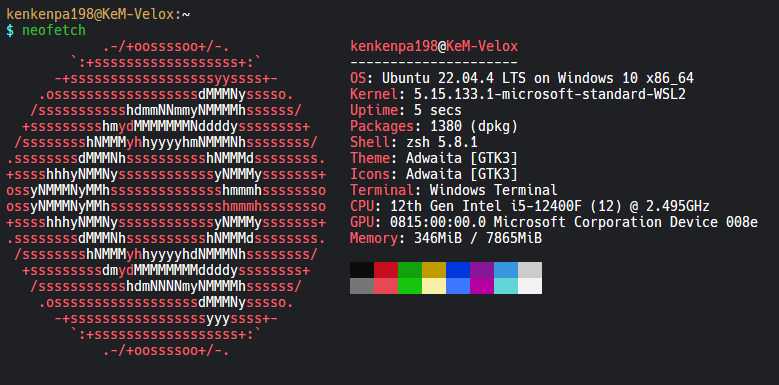 kenkenpa198@KeM-Velox:~
$ neofetch
            .-/+oossssoo+/-.
        `:+ssssssssssssssssss+:`
      -+ssssssssssssssssssyyssss+-
    .ossssssssssssssssssdMMMNysssso.
   /ssssssssssshdmmNNmmyNMMMMhssssss/
  +ssssssssshmydMMMMMMMNddddyssssssss+
 /sssssssshNMMMyhhyyyyhmNMMMNhssssssss/
.ssssssssdMMMNhsssssssssshNMMMdssssssss.
+sssshhhyNMMNyssssssssssssyNMMMysssssss+
ossyNMMMNyMMhsssssssssssssshmmmhssssssso
ossyNMMMNyMMhsssssssssssssshmmmhssssssso
+sssshhhyNMMNyssssssssssssyNMMMysssssss+
.ssssssssdMMMNhsssssssssshNMMMdssssssss.
 /sssssssshNMMMyhhyyyyhdNMMMNhssssssss/
  +sssssssssdmydMMMMMMMMddddyssssssss+
   /ssssssssssshdmNNNNmyNMMMMhssssss/
    .ossssssssssssssssssdMMMNysssso.
      -+sssssssssssssssssyyyssss+-
        `:+ssssssssssssssssss+:`
            .-/+oossssoo+/-.
kenkenpa198@KeM-Velox
---------------------
OS: Ubuntu 22.04.4 LTS on Windows 10 x86_64
Kernel: 5.15.133.1-microsoft-standard-WSL2
Uptime: 5 secs
Packages: 1380 (dpkg)
Shell: zsh 5.8.1
Theme: Adwaita [GTK3]
Icons: Adwaita [GTK3]
Terminal: Windows Terminal
CPU: 12th Gen Intel i5-12400F (12) @ 2.495GHz
GPU: 0815:00:00.0 Microsoft Corporation Device 008e
Memory: 346MiB / 7865MiB